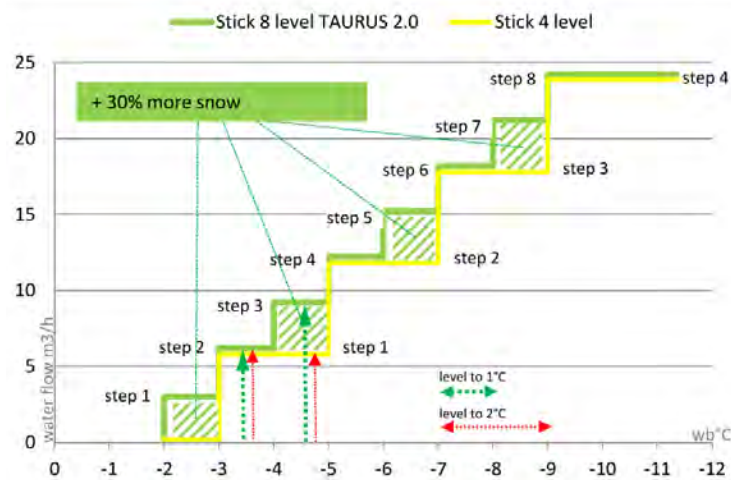 Stick 8 level TAURUS 2.0 Stick 4 level
25
step 8 step 4
+ 30% more snow
step 7
20
step 6
step 3
step 5
15
step 4
step 2
10
step 3
step 2 step 1
5
level to 1°C
step 1
level to 2°C
0
wb°C
water flow m3/h
0 -1 -2 -3 -4 -5 -6 -7 -8 -9 -10 -11 -12